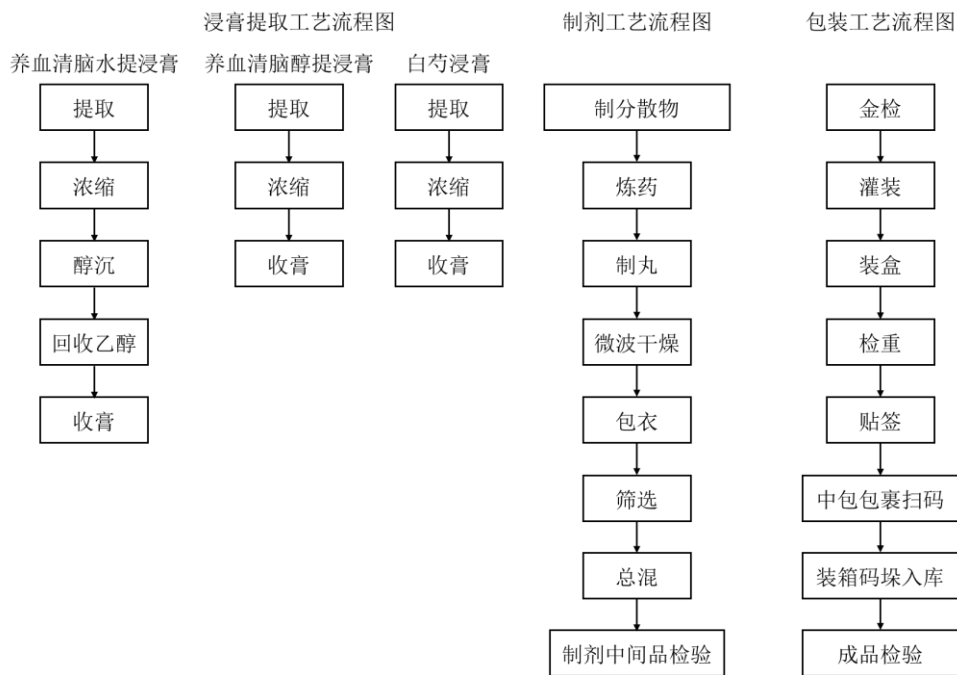 浸膏提取工艺流程图
养血清脑水提浸膏
提取
浓缩
醇沉
回收乙醇
收膏
养血清脑醇提浸膏
提取
浓缩
收膏
白芍浸膏
提取
浓缩
收膏
制剂工艺流程图
制分散物
炼药
制丸
微波干燥
包衣
筛选
总混
制剂中间品检验
包装工艺流程图
金检
灌装
装盒
检重
贴签
中包包裹扫码
装箱码垛入库
成品检验